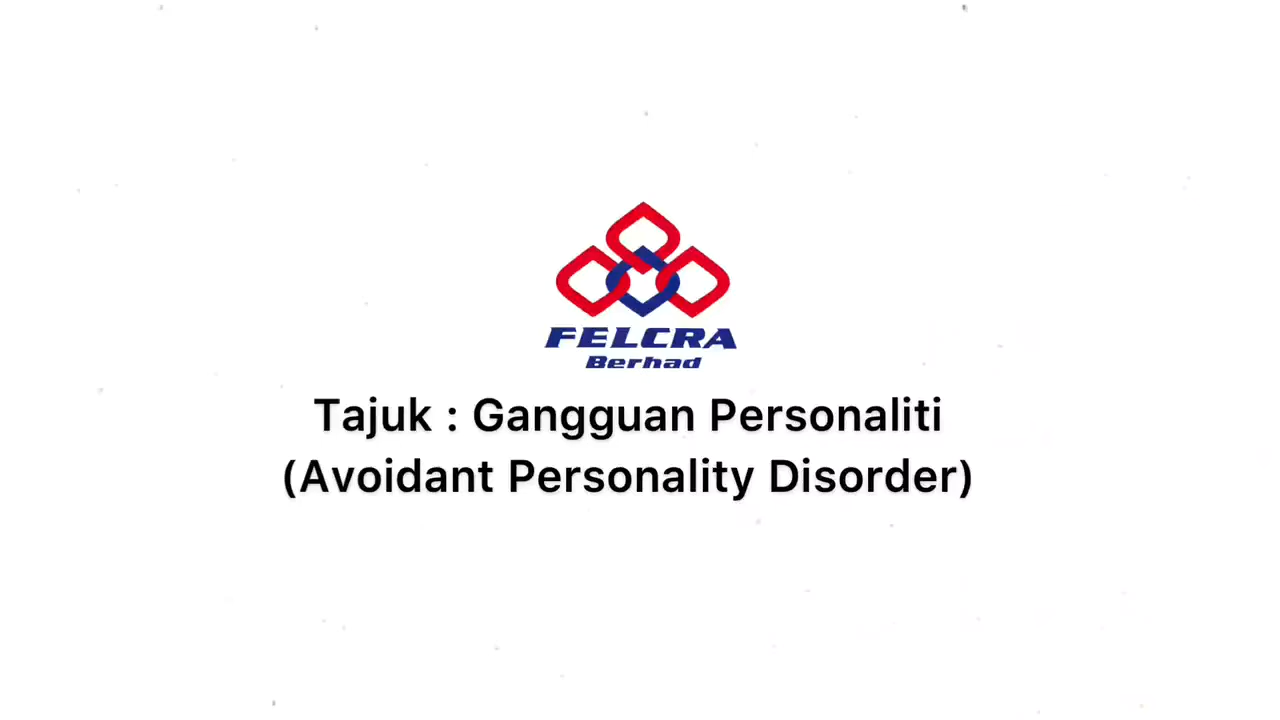 FELCRA
Berhad
Tajuk : Gangguan Personaliti
(Avoidant Personality Disorder)